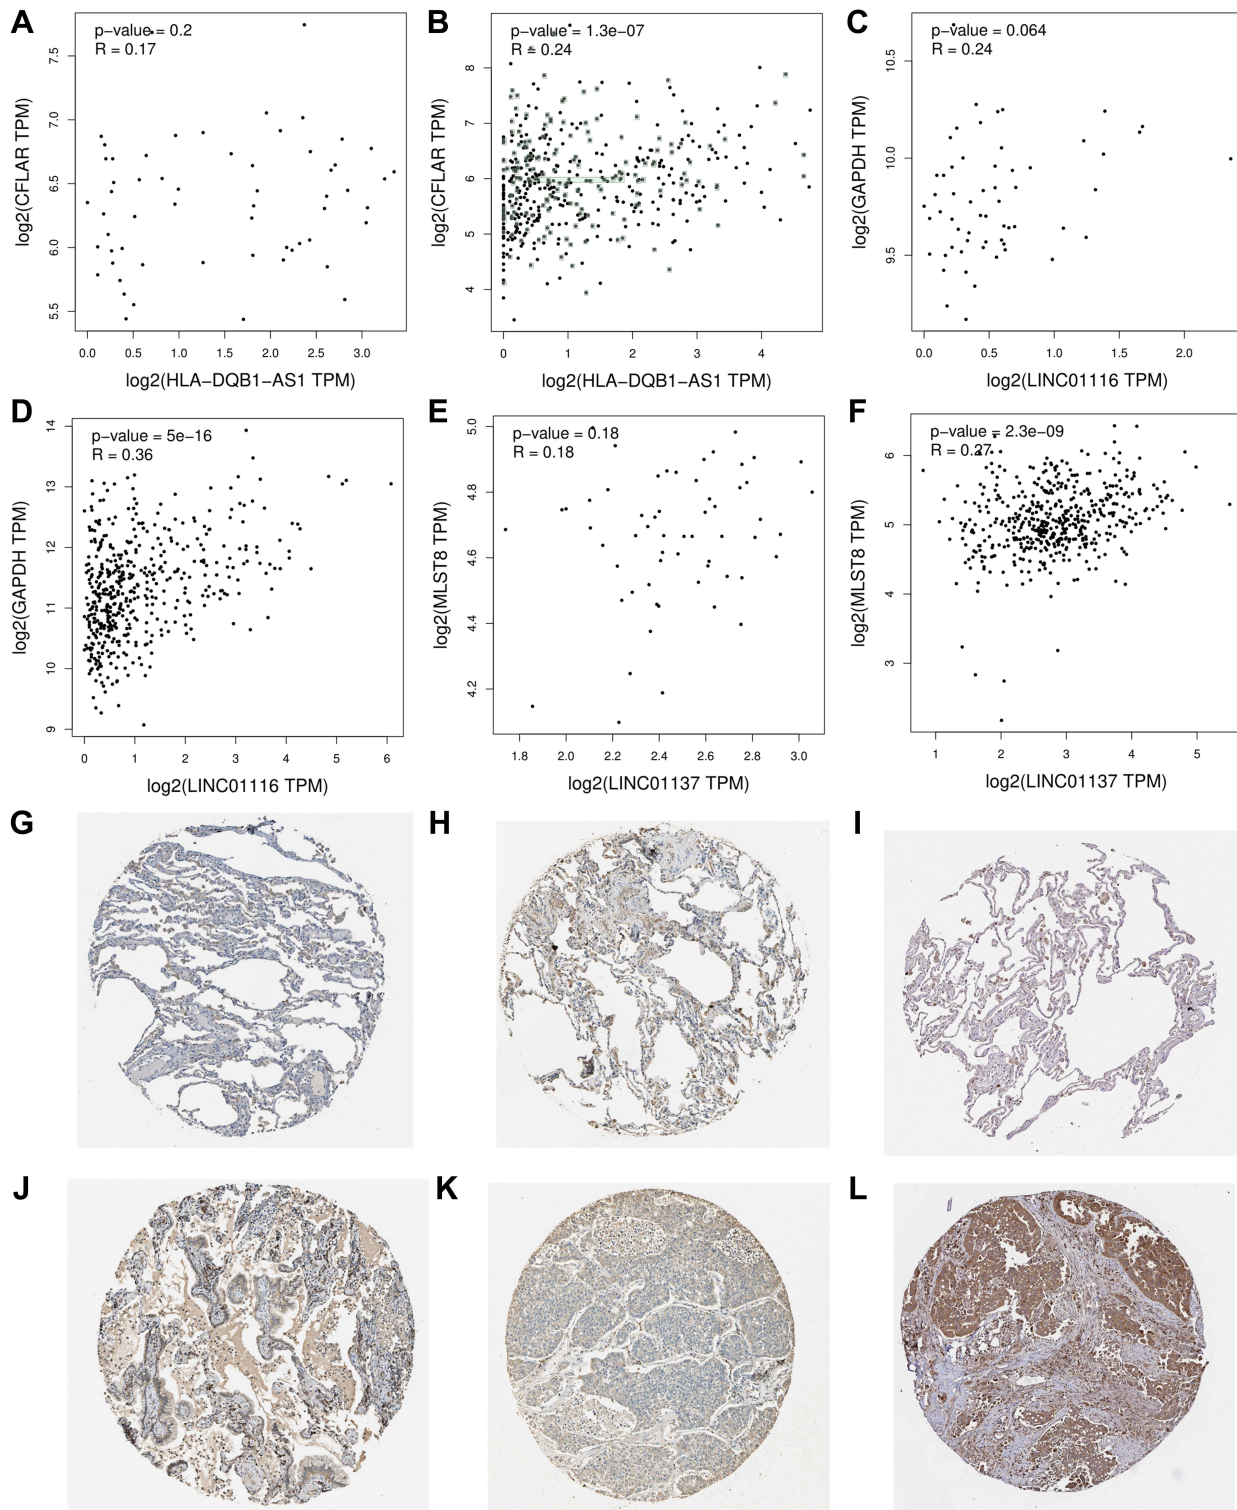 A
p-value = 0.2
R = 0.17
log2(CFLAR TPM)
7.5
7.0
6.5
6.0
5.5
0.0 0.5 1.0 1.5 2.0 2.5 3.0
log2(HLA-DQB1-AS1 TPM)
B
p-value = 1.3e-07
R = 0.24
log2(CFLAR TPM)
8
7
6
5
4
0 1 2 3 4
log2(HLA-DQB1-AS1 TPM)
C
p-value = 0.064
R = 0.24
log2(GAPDH TPM)
10.5
10.0
9.5
0.0 0.5 1.0 1.5 2.0
log2(LINC01116 TPM)
D
p-value = 5e-16
R = 0.36
log2(GAPDH TPM)
14
13
12
11
10
9
0 1 2 3 4 5 6
log2(LINC01116 TPM)
E
p-value = 0.18
R = 0.18
log2(MLST8 TPM)
5.0
4.8
4.6
4.4
4.2
1.8 2.0 2.2 2.4 2.6 2.8 3.0
log2(LINC01137 TPM)
F
p-value = 2.3e-09
R = 0.27
log2(MLST8 TPM)
6
5
4
3
1 2 3 4 5
log2(LINC01137 TPM)
G
H
I
J
K
L